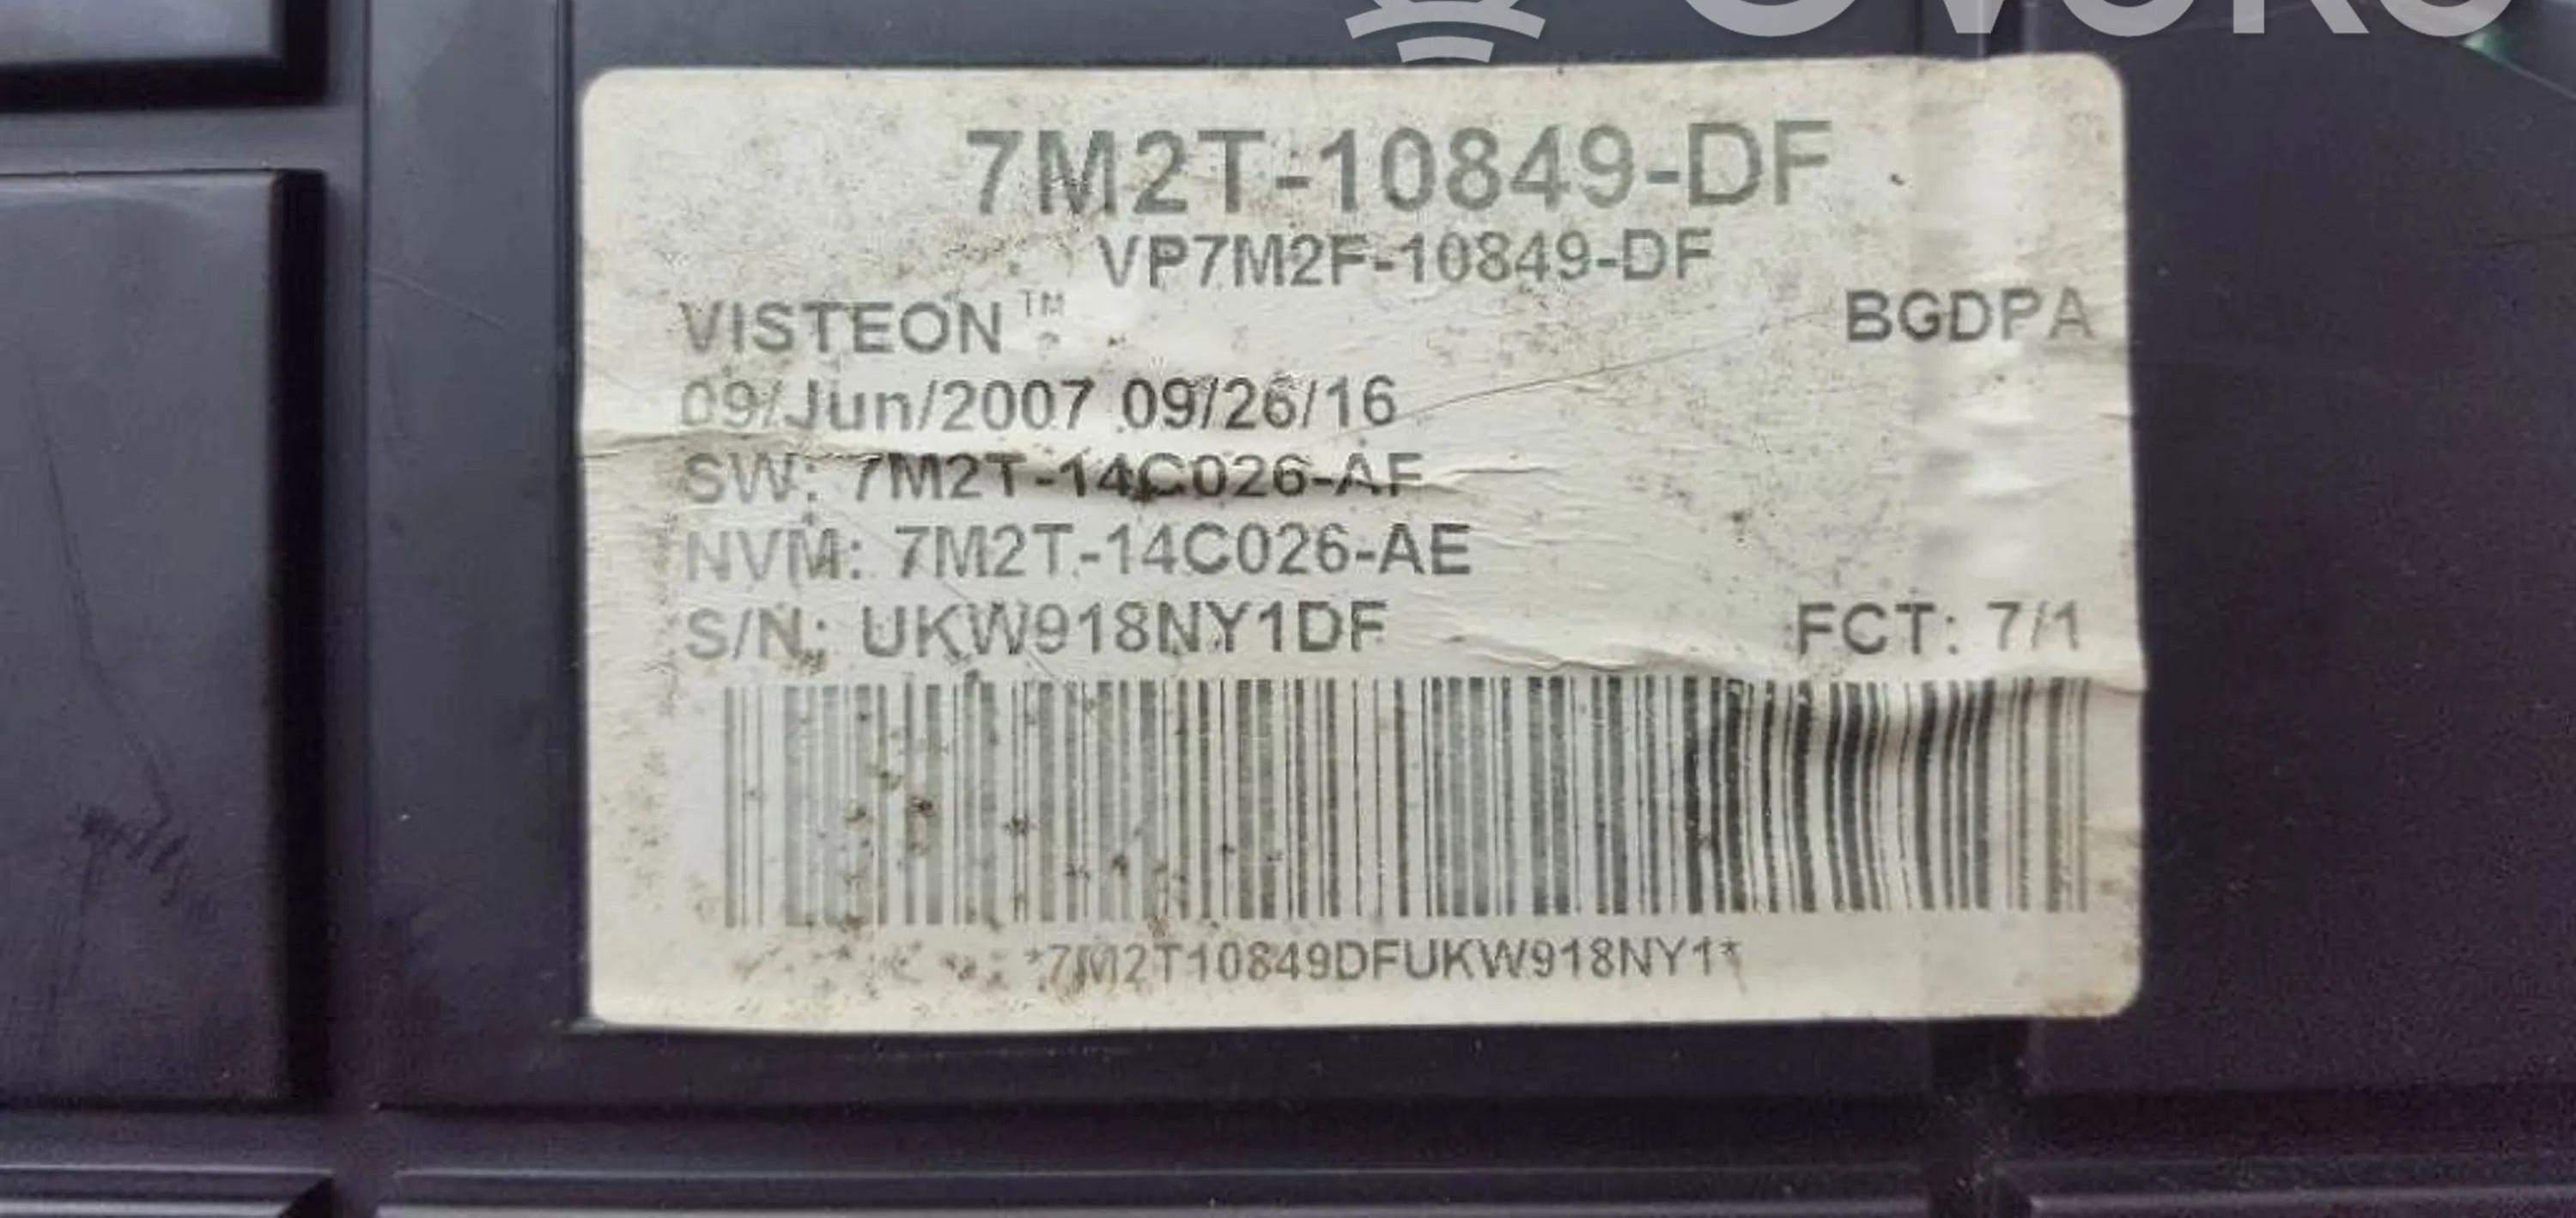 7M2T-10849-DF
VP7M2F-10849-DF
VISTEON™
BGDPA
09/Jun/2007 09/26/16
SW: 7M2T-14C026-AF
NVM: 7M2T-14C026-AE
S/N: UKW918NY1DF
FCT: 7/1
*7M2T10849DFUKW918NY1*